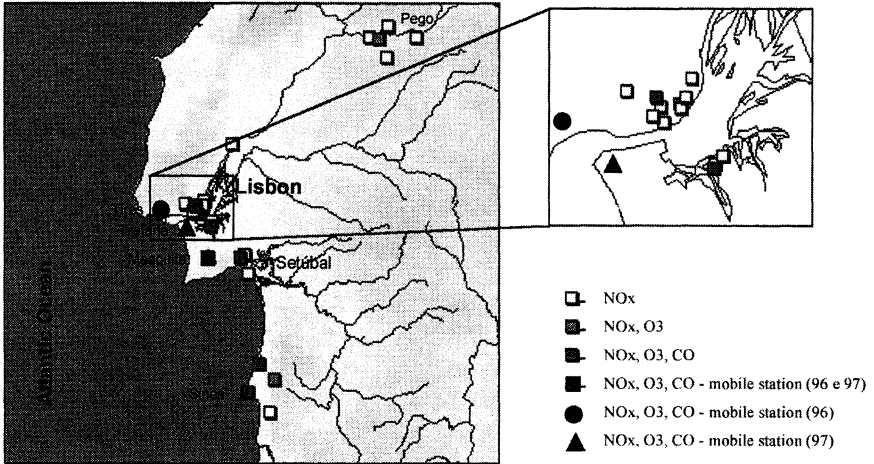 Pego
Lisbon
Setúbal
Sines
Atlantic Ocean
NOx
NOx, O3
NOx, O3, CO
NOx, O3, CO - mobile station (96 e 97)
NOx, O3, CO - mobile station (96)
NOx, O3, CO - mobile station (97)